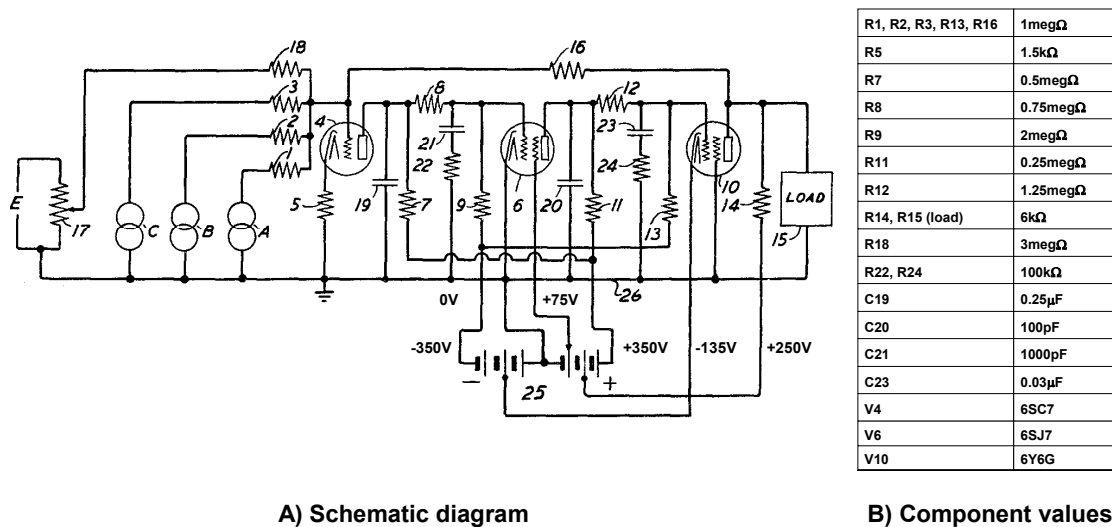 18
16
3
8
12
4
2
21
23
1
22
24
6
10
E
5
19
7
9
20
11
13
14
LOAD
17
C
B
A
15
26
0V
+75V
-350V
+350V
-135V
+250V
−
25
+
A) Schematic diagram
R1, R2, R3, R13, R16 1megΩ
R5 1.5kΩ
R7 0.5megΩ
R8 0.75megΩ
R9 2megΩ
R11 0.25megΩ
R12 1.25megΩ
R14, R15 (load) 6kΩ
R18 3megΩ
R22, R24 100kΩ
C19 0.25μF
C20 100pF
C21 1000pF
C23 0.03μF
V4 6SC7
V6 6SJ7
V10 6Y6G
B) Component values